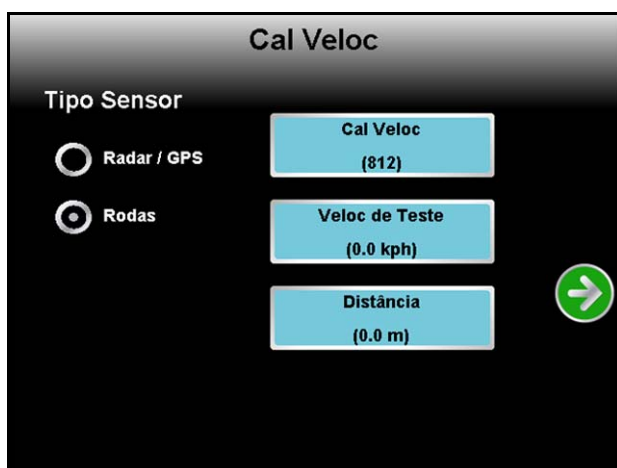 Cal Veloc
Tipo Sensor
Radar / GPS
Rodas
Cal Veloc
(812)
Veloc de Teste
(0.0 kph)
Distância
(0.0 m)